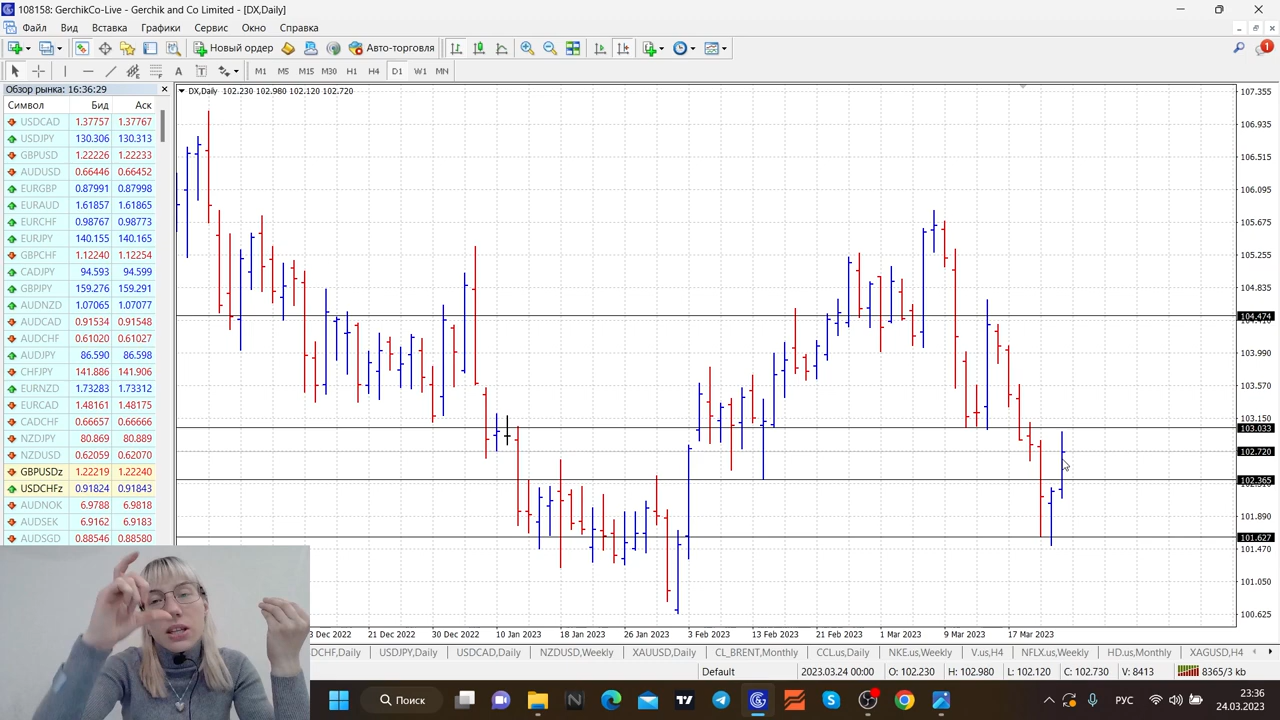 108158: GerchikCo-Live - Gerchik and Co Limited - [DX,Daily]
Файл Вид Вставка Графики Сервис Окно Справка
Новый ордер Авто-торговля
A T M1 M5 M15 M30 H1 H4 D1 W1 MN
Обзор рынка: 16:36:29
Символ Бид Аск
USDCAD 1.37757 1.37767
USDJPY 130.306 130.313
GBPUSD 1.22226 1.22233
AUDUSD 0.66446 0.66452
EURGBP 0.87991 0.87998
EURAUD 1.61857 1.61865
EURCHF 0.98767 0.98773
EURJPY 140.155 140.165
GBPCHF 1.12240 1.12254
CADJPY 94.593 94.599
GBPJPY 159.276 159.291
AUDNZD 1.07065 1.07077
AUDCAD 0.91534 0.91548
AUDCHF 0.61020 0.61027
AUDJPY 86.590 86.598
CHFJPY 141.886 141.906
EURNZD 1.73283 1.73312
EURCAD 1.48161 1.48175
CADCHF 0.66657 0.66666
NZDJPY 80.869 80.889
NZDUSD 0.62059 0.62070
GBPUSDz 1.22219 1.22240
USDCHFz 0.91824 0.91843
AUDNOK 6.9788 6.9818
AUDSEK 6.9162 6.9183
AUDSGD 0.88546 0.88580
DX,Daily 102.230 102.980 102.120 102.720
107.355
106.935
106.515
106.095
105.675
105.255
104.835
104.474
103.990
103.570
103.150
103.033
102.720
102.365
101.890
101.627
101.470
101.050
100.625
3 Dec 2022 21 Dec 2022 30 Dec 2022 10 Jan 2023 18 Jan 2023 26 Jan 2023 3 Feb 2023 13 Feb 2023 21 Feb 2023 1 Mar 2023 9 Mar 2023 17 Mar 2023
DCHF,Daily USDJPY,Daily USDCAD,Daily NZDUSD,Weekly XAUUSD,Daily CL_BRENT,Monthly CCL.us,Daily NKE.us,Weekly V.us,H4 NFLX.us,Weekly HD.us,Monthly XAGUSD,H4
Default 2023.03.24 00:00 O: 102.230 H: 102.980 L: 102.120 C: 102.720 V: 8413 8365/3 kb
Поиск
РУС
23:36
24.03.2023